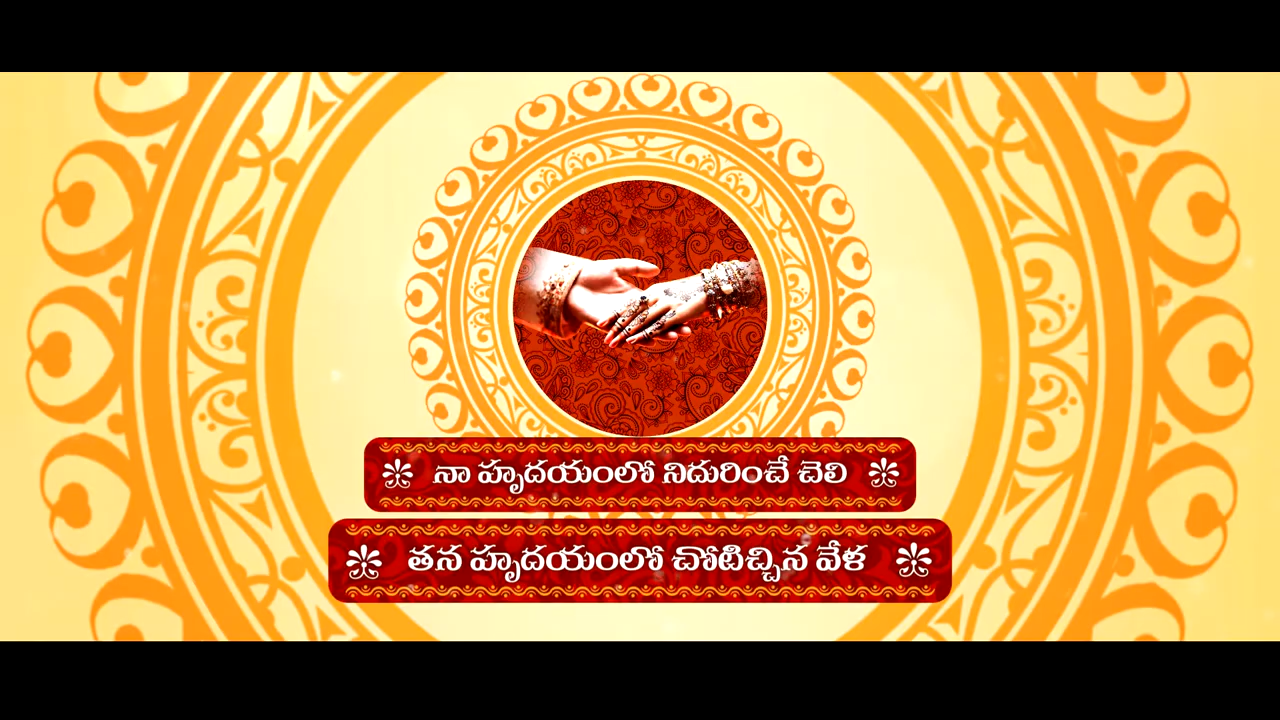 నా హృదయంలో నిదురించే చెలి
తన హృదయంలో చోటిచ్చిన వేళ